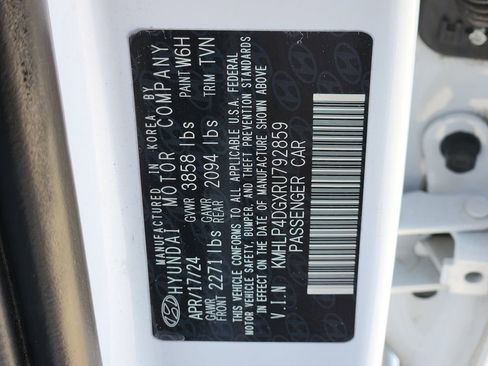 MANUFACTURED IN KOREA BY
HYUNDAI MOTOR COMPANY
APR/17/24 GVWR 3858 lbs PAINT W6H
GAWR FRONT 2271 lbs GAWR REAR 2094 lbs TRIM TVN
THIS VEHICLE CONFORMS TO ALL APPLICABLE U.S.A. FEDERAL
MOTOR VEHICLE SAFETY, BUMPER, AND THEFT PREVENTION STANDARDS
IN EFFECT ON THE DATE OF MANUFACTURE SHOWN ABOVE
V.I.N KMHLP4DGXRU792859
PASSENGER CAR